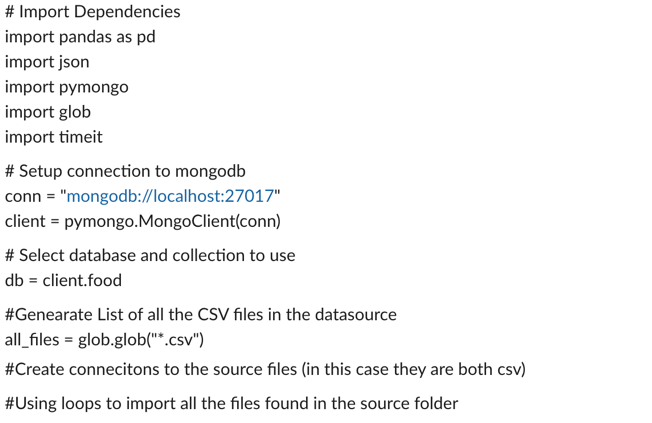 # Import Dependencies
import pandas as pd
import json
import pymongo
import glob
import timeit
# Setup connection to mongodb
conn = "mongodb://localhost:27017"
client = pymongo.MongoClient(conn)
# Select database and collection to use
db = client.food
#Genearate List of all the CSV files in the datasource
all_files = glob.glob("*.csv")
#Create connecitons to the source files (in this case they are both csv)
#Using loops to import all the files found in the source folder